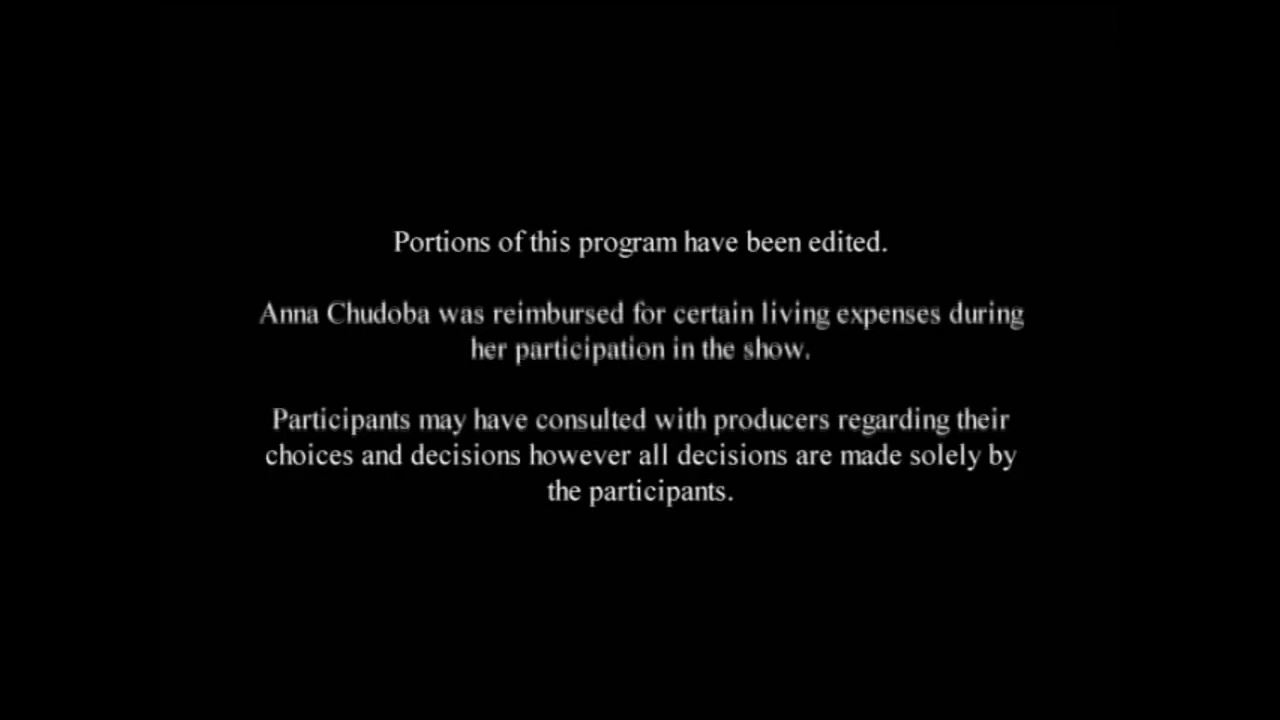 Portions of this program have been edited.
Anna Chudoba was reimbursed for certain living expenses during
her participation in the show.
Participants may have consulted with producers regarding their
choices and decisions however all decisions are made solely by
the participants.